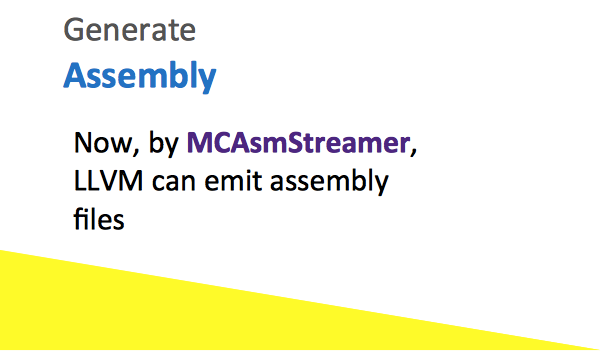 Generate
Assembly
Now, by MCAsmStreamer,
LLVM can emit assembly
files